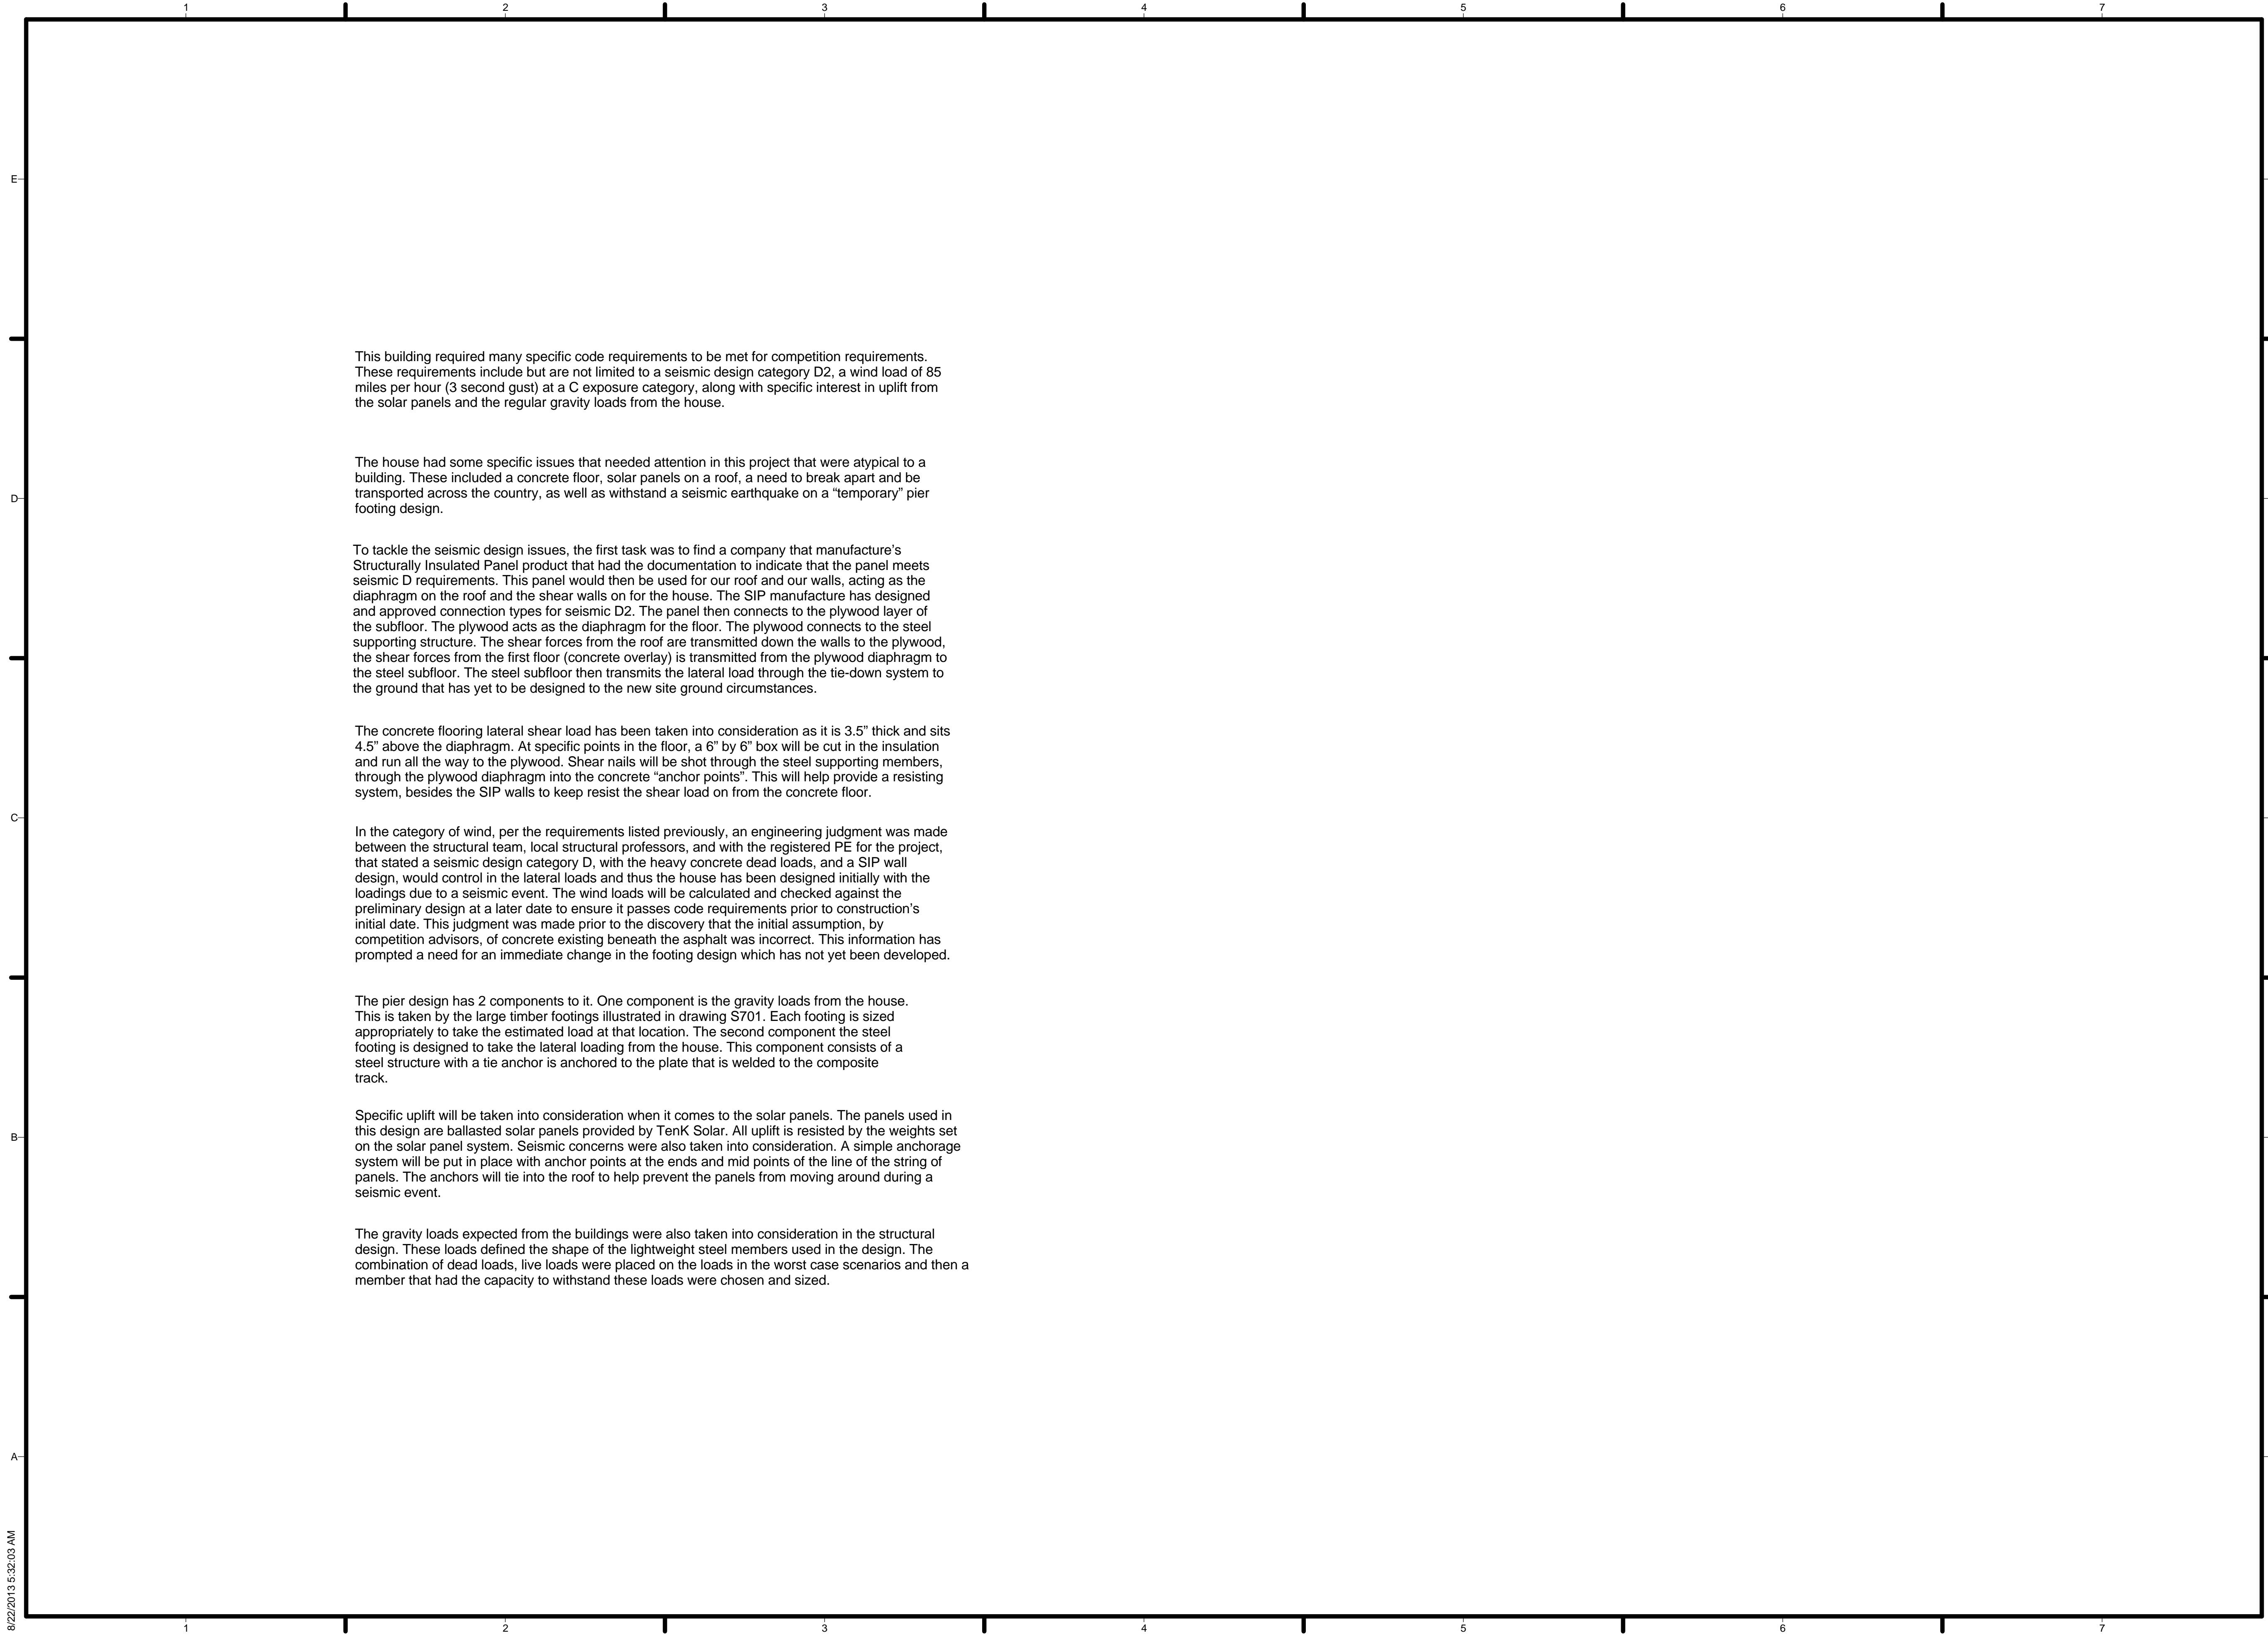 1 2 3 4 5 6 7
E
This building required many specific code requirements to be met for competition requirements.
These requirements include but are not limited to a seismic design category D2, a wind load of 85
miles per hour (3 second gust) at a C exposure category, along with specific interest in uplift from
the solar panels and the regular gravity loads from the house.
The house had some specific issues that needed attention in this project that were atypical to a
building. These included a concrete floor, solar panels on a roof, a need to break apart and be
D
transported across the country, as well as withstand a seismic earthquake on a “temporary” pier
footing design.
To tackle the seismic design issues, the first task was to find a company that manufacture’s
Structurally Insulated Panel product that had the documentation to indicate that the panel meets
seismic D requirements. This panel would then be used for our roof and our walls, acting as the
diaphragm on the roof and the shear walls on for the house. The SIP manufacture has designed
and approved connection types for seismic D2. The panel then connects to the plywood layer of
the subfloor. The plywood acts as the diaphragm for the floor. The plywood connects to the steel
supporting structure. The shear forces from the roof are transmitted down the walls to the plywood,
the shear forces from the first floor (concrete overlay) is transmitted from the plywood diaphragm to
the steel subfloor. The steel subfloor then transmits the lateral load through the tie-down system to
the ground that has yet to be designed to the new site ground circumstances.
The concrete flooring lateral shear load has been taken into consideration as it is 3.5” thick and sits
4.5” above the diaphragm. At specific points in the floor, a 6” by 6” box will be cut in the insulation
and run all the way to the plywood. Shear nails will be shot through the steel supporting members,
through the plywood diaphragm into the concrete “anchor points”. This will help provide a resisting
system, besides the SIP walls to keep resist the shear load on from the concrete floor.
C
In the category of wind, per the requirements listed previously, an engineering judgment was made
between the structural team, local structural professors, and with the registered PE for the project,
that stated a seismic design category D, with the heavy concrete dead loads, and a SIP wall
design, would control in the lateral loads and thus the house has been designed initially with the
loadings due to a seismic event. The wind loads will be calculated and checked against the
preliminary design at a later date to ensure it passes code requirements prior to construction’s
initial date. This judgment was made prior to the discovery that the initial assumption, by
competition advisors, of concrete existing beneath the asphalt was incorrect. This information has
prompted a need for an immediate change in the footing design which has not yet been developed.
The pier design has 2 components to it. One component is the gravity loads from the house.
This is taken by the large timber footings illustrated in drawing S701. Each footing is sized
appropriately to take the estimated load at that location. The second component the steel
footing is designed to take the lateral loading from the house. This component consists of a
steel structure with a tie anchor is anchored to the plate that is welded to the composite
track.
Specific uplift will be taken into consideration when it comes to the solar panels. The panels used in
this design are ballasted solar panels provided by TenK Solar. All uplift is resisted by the weights set
B
on the solar panel system. Seismic concerns were also taken into consideration. A simple anchorage
system will be put in place with anchor points at the ends and mid points of the line of the string of
panels. The anchors will tie into the roof to help prevent the panels from moving around during a
seismic event.
The gravity loads expected from the buildings were also taken into consideration in the structural
design. These loads defined the shape of the lightweight steel members used in the design. The
combination of dead loads, live loads were placed on the loads in the worst case scenarios and then a
member that had the capacity to withstand these loads were chosen and sized.
A
8/22/2013 5:32:03 AM
1 2 3 4 5 6 7